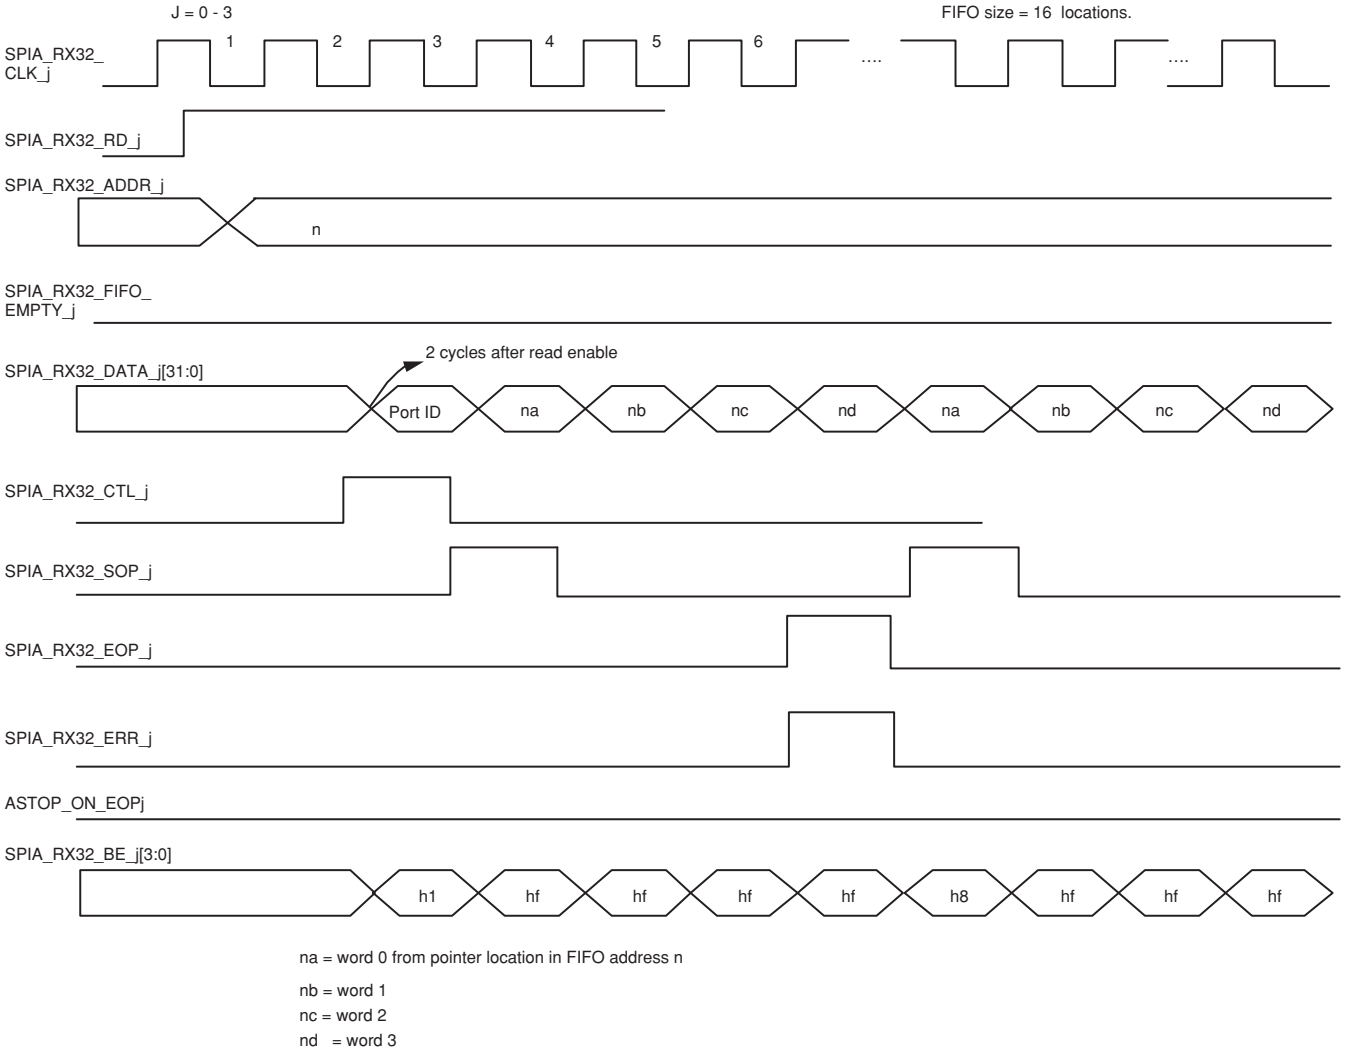 J = 0 - 3
FIFO size = 16 locations.
SPIA_RX32_
CLK_j
1 2 3 4 5 6 .... ....
SPIA_RX32_RD_j
SPIA_RX32_ADDR_j
n
SPIA_RX32_FIFO_
EMPTY_j
2 cycles after read enable
SPIA_RX32_DATA_j[31:0]
Port ID na nb nc nd na nb nc nd
SPIA_RX32_CTL_j
SPIA_RX32_SOP_j
SPIA_RX32_EOP_j
SPIA_RX32_ERR_j
ASTOP_ON_EOPj
SPIA_RX32_BE_j[3:0]
h1 hf hf hf hf h8 hf hf hf
na = word 0 from pointer location in FIFO address n
nb = word 1
nc = word 2
nd = word 3